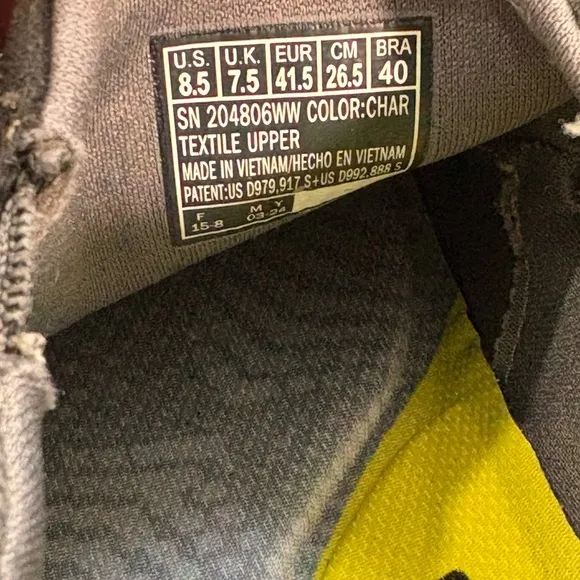 U.S. U.K. EUR CM BRA
8.5 7.5 41.5 26.5 40
SN 204806WW COLOR:CHAR
TEXTILE UPPER
MADE IN VIETNAM/HECHO EN VIETNAM
PATENT:US D979,917 S+US D992,888 S
F M Y
15-8 03-24